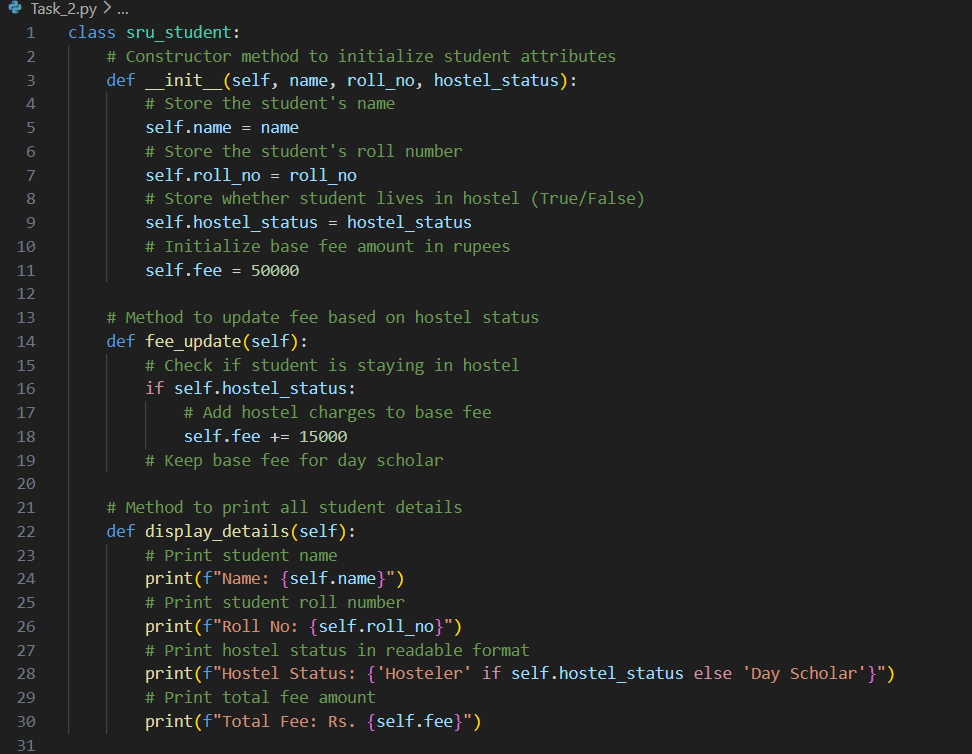 Task_2.py > ...
1 class sru_student:
2     # Constructor method to initialize student attributes
3     def __init__(self, name, roll_no, hostel_status):
4         # Store the student's name
5         self.name = name
6         # Store the student's roll number
7         self.roll_no = roll_no
8         # Store whether student lives in hostel (True/False)
9         self.hostel_status = hostel_status
10         # Initialize base fee amount in rupees
11         self.fee = 50000
12
13     # Method to update fee based on hostel status
14     def fee_update(self):
15         # Check if student is staying in hostel
16         if self.hostel_status:
17             # Add hostel charges to base fee
18             self.fee += 15000
19         # Keep base fee for day scholar
20
21     # Method to print all student details
22     def display_details(self):
23         # Print student name
24         print(f"Name: {self.name}")
25         # Print student roll number
26         print(f"Roll No: {self.roll_no}")
27         # Print hostel status in readable format
28         print(f"Hostel Status: {'Hosteler' if self.hostel_status else 'Day Scholar'}")
29         # Print total fee amount
30         print(f"Total Fee: Rs. {self.fee}")
31